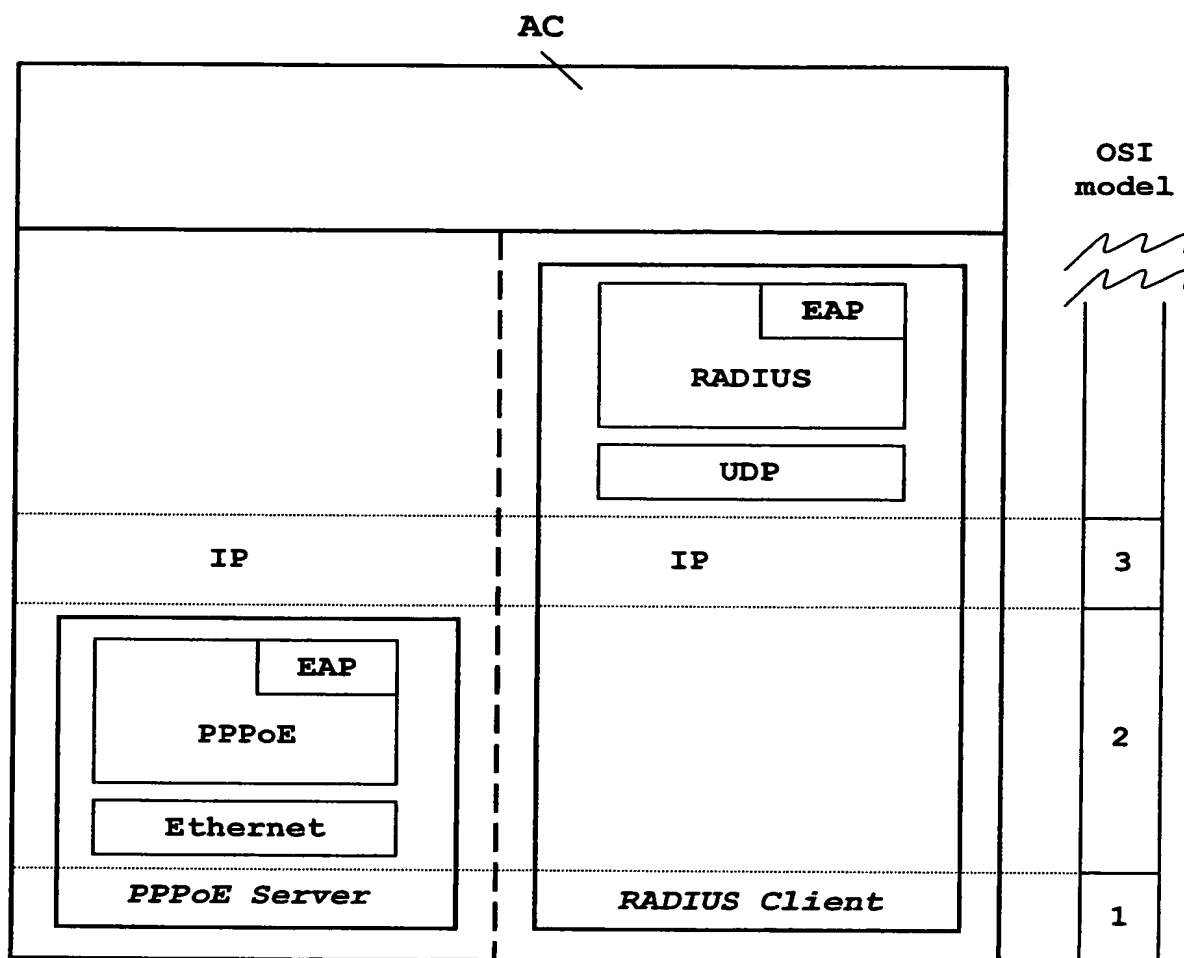 AC
OSI
model
EAP
RADIUS
UDP
IP
IP
3
EAP
PPPoE
2
Ethernet
PPPoE Server
RADIUS Client
1